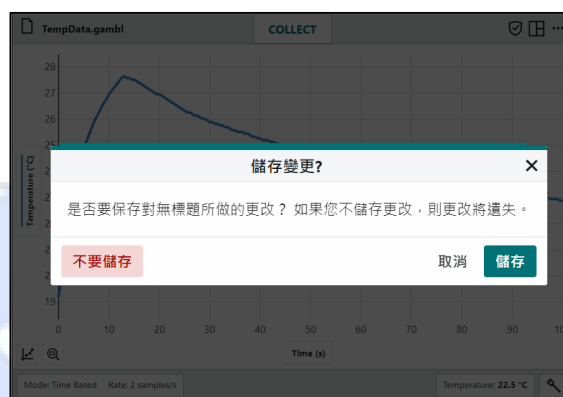 TempData.gambl
COLLECT
28
27
26
25
Temperature (°C)
儲存變更?
是否要保存對無標題所做的更改? 如果您不儲存更改,則更改將遺失。
不要儲存
取消
儲存
19
0 10 20 30 40 50 60 70 80 90
Time (s)
Mode: Time Based Rate: 2 samples/s
Temperature: 22.5 °C